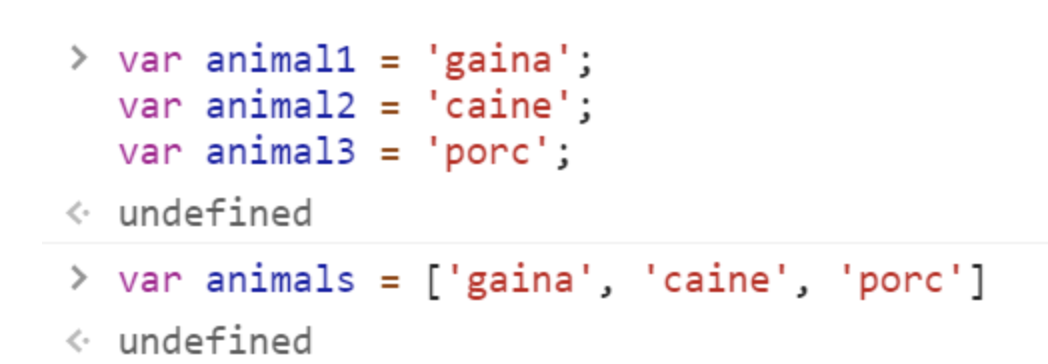 > var animal1 = 'gaina';
var animal2 = 'caine';
var animal3 = 'porc';
undefined
> var animals = ['gaina', 'caine', 'porc']
undefined